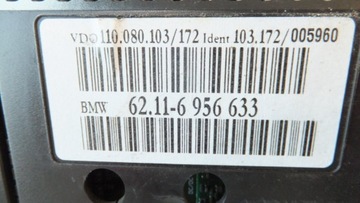 VDO 110.080.103/172 Ident 103.172/005960
BMW 62.11-6 956 633